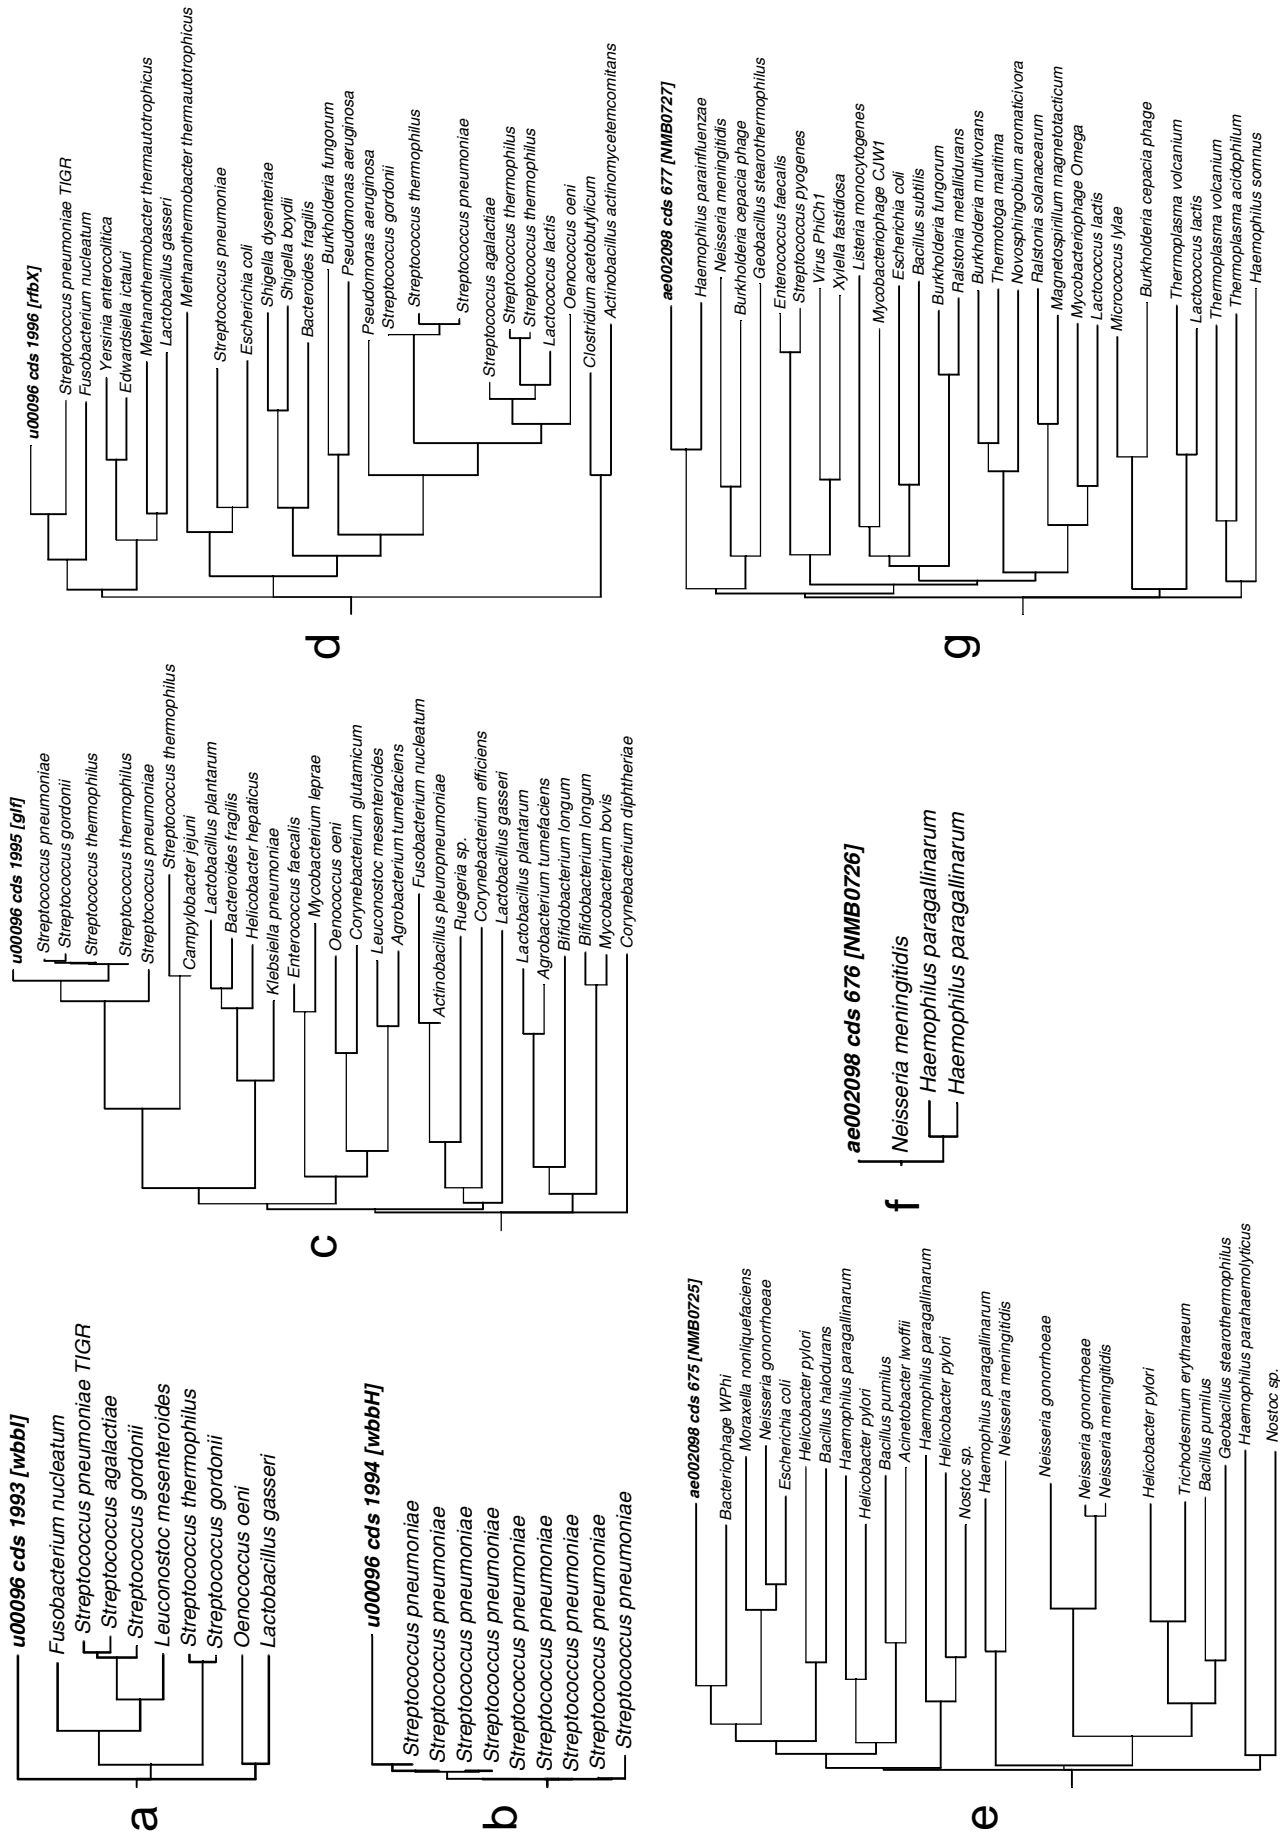 a
u00096 cds 1993 [wbbI]
Fusobacterium nucleatum
Streptococcus pneumoniae TIGR
Streptococcus agalactiae
Streptococcus gordonii
Leuconostoc mesenteroides
Streptococcus thermophilus
Streptococcus gordonii
Oenococcus oeni
Lactobacillus gasseri
b
u00096 cds 1994 [wbbH]
Streptococcus pneumoniae
Streptococcus pneumoniae
Streptococcus pneumoniae
Streptococcus pneumoniae
Streptococcus pneumoniae
Streptococcus pneumoniae
Streptococcus pneumoniae
Streptococcus pneumoniae
Streptococcus pneumoniae
c
u00096 cds 1995 [glf]
Streptococcus pneumoniae
Streptococcus gordonii
Streptococcus thermophilus
Streptococcus thermophilus
Streptococcus pneumoniae
Streptococcus thermophilus
Campylobacter jejuni
Lactobacillus plantarum
Bacteroides fragilis
Helicobacter hepaticus
Klebsiella pneumoniae
Enterococcus faecalis
Mycobacterium leprae
Oenococcus oeni
Corynebacterium glutamicum
Leuconostoc mesenteroides
Agrobacterium tumefaciens
Fusobacterium nucleatum
Actinobacillus pleuropneumoniae
Ruegeria sp.
Corynebacterium efficiens
Lactobacillus gasseri
Lactobacillus plantarum
Agrobacterium tumefaciens
Bifidobacterium longum
Bifidobacterium longum
Mycobacterium bovis
Corynebacterium diphtheriae
d
u00096 cds 1996 [rfbX]
Streptococcus pneumoniae TIGR
Fusobacterium nucleatum
Yersinia enterocolitica
Edwardsiella ictaluri
Methanothermobacter thermautotrophicus
Lactobacillus gasseri
Methanothermobacter thermautotrophicus
Streptococcus pneumoniae
Escherichia coli
Shigella dysenteriae
Shigella boydii
Bacteroides fragilis
Burkholderia fungorum
Pseudomonas aeruginosa
Pseudomonas aeruginosa
Streptococcus gordonii
Streptococcus thermophilus
Streptococcus pneumoniae
Streptococcus agalactiae
Streptococcus thermophilus
Streptococcus thermophilus
Lactococcus lactis
Oenococcus oeni
Clostridium acetobutylicum
Actinobacillus actinomycetemcomitans
e
ae002098 cds 675 [NMB0725]
Bacteriophage WPhi
Moraxella nonliquefaciens
Neisseria gonorrhoeae
Escherichia coli
Helicobacter pylori
Bacillus halodurans
Haemophilus paragallinarum
Helicobacter pylori
Bacillus pumilus
Acinetobacter lwoffii
Haemophilus paragallinarum
Helicobacter pylori
Nostoc sp.
Haemophilus paragallinarum
Neisseria meningitidis
Neisseria gonorrhoeae
Neisseria gonorrhoeae
Neisseria meningitidis
Helicobacter pylori
Trichodesmium erythraeum
Bacillus pumilus
Geobacillus stearothermophilus
Haemophilus parahaemolyticus
Nostoc sp.
f
ae002098 cds 676 [NMB0726]
Neisseria meningitidis
Haemophilus paragallinarum
Haemophilus paragallinarum
g
ae002098 cds 677 [NMB0727]
Haemophilus parainfluenzae
Neisseria meningitidis
Burkholderia cepacia phage
Geobacillus stearothermophilus
Enterococcus faecalis
Streptococcus pyogenes
Virus PhiCh1
Xylella fastidiosa
Listeria monocytogenes
Mycobacteriophage CJW1
Escherichia coli
Bacillus subtilis
Burkholderia fungorum
Ralstonia metallidurans
Burkholderia multivorans
Thermotoga maritima
Novosphingobium aromaticivora
Ralstonia solanacearum
Magnetospirillum magnetotacticum
Mycobacteriophage Omega
Lactococcus lactis
Micrococcus lylae
Burkholderia cepacia phage
Thermoplasma volcanium
Lactococcus lactis
Thermoplasma volcanium
Thermoplasma acidophilum
Haemophilus somnus